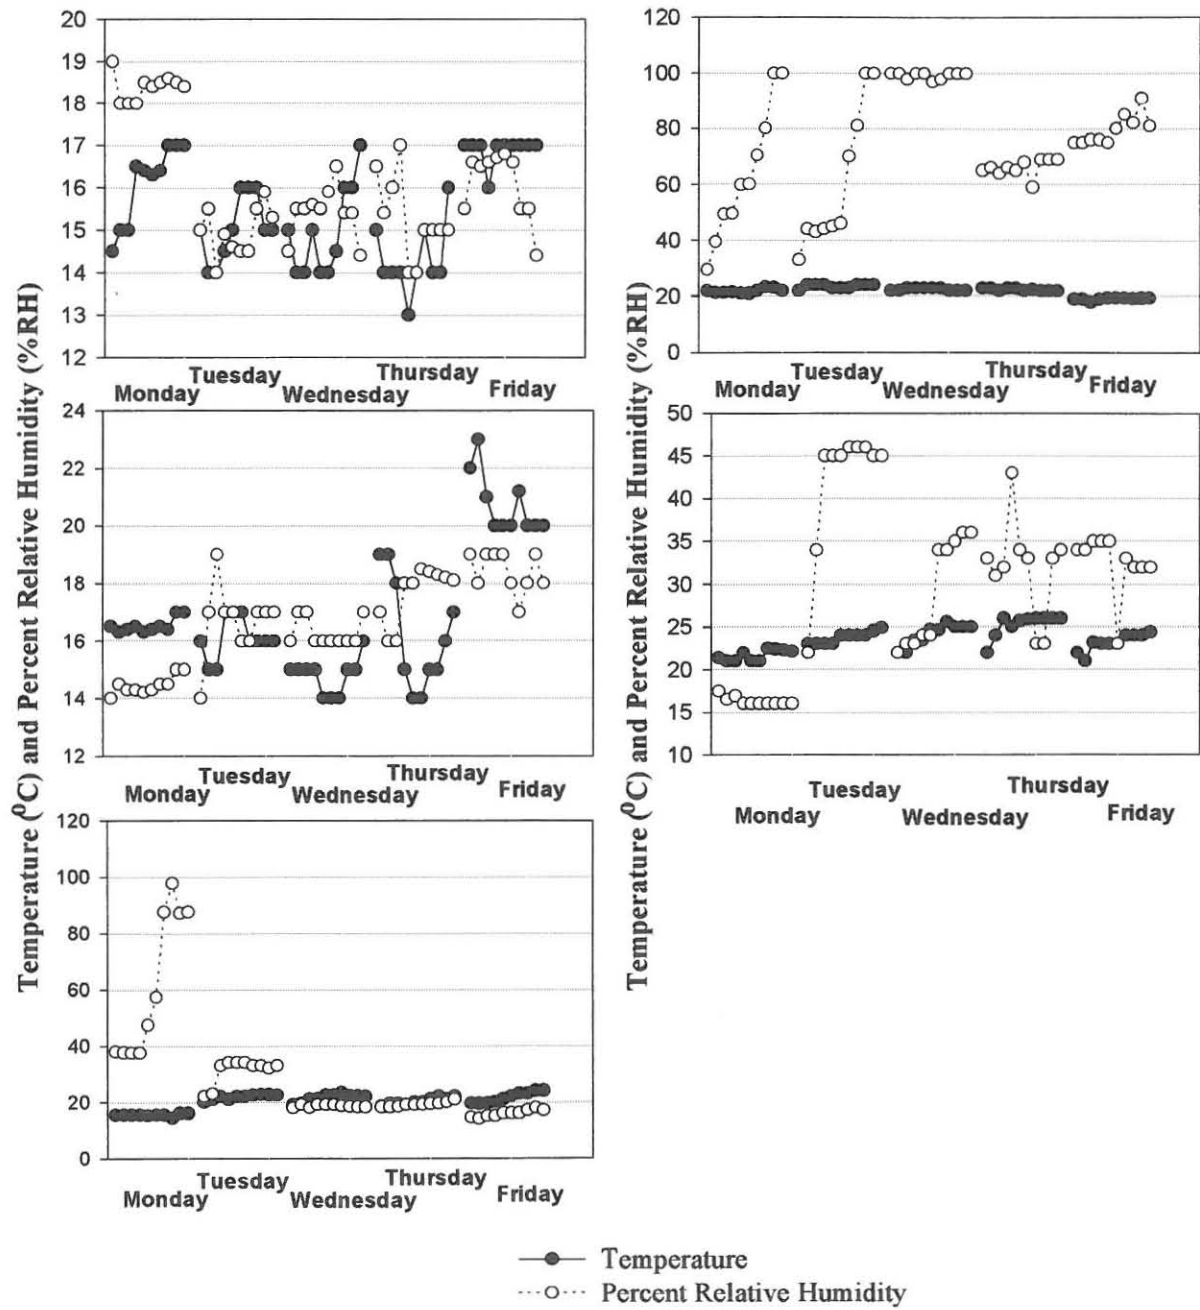 20
19
18
17
16
15
14
13
12
Monday
Tuesday
Wednesday
Thursday
Friday
120
100
80
60
40
20
0
Monday
Tuesday
Wednesday
Thursday
Friday
24
22
20
18
16
14
12
Monday
Tuesday
Wednesday
Thursday
Friday
50
45
40
35
30
25
20
15
10
Monday
Tuesday
Wednesday
Thursday
Friday
120
100
80
60
40
20
0
Monday
Tuesday
Wednesday
Thursday
Friday
Temperature (⁰C) and Percent Relative Humidity (%RH)
Temperature (⁰C) and Percent Relative Humidity (%RH)
Temperature
Percent Relative Humidity